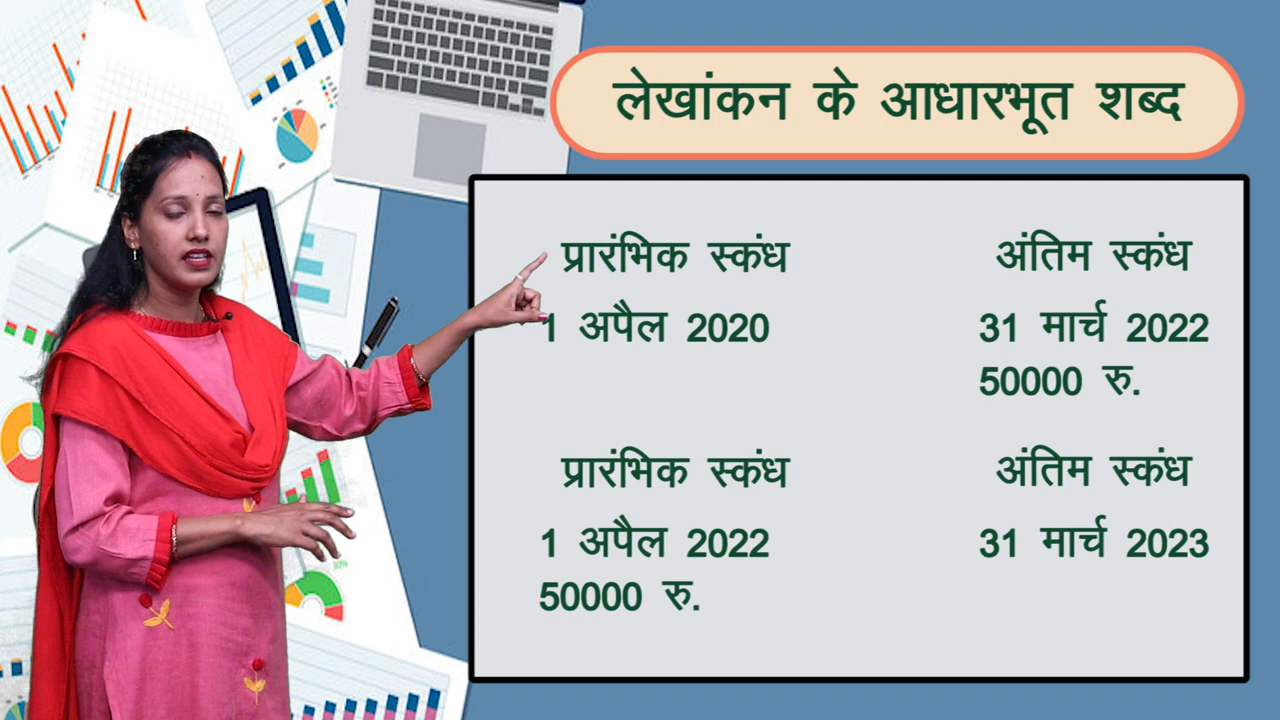 लेखांकन के आधारभूत शब्द
प्रारंभिक स्कंध
अंतिम स्कंध
1 अपैल 2020
31 मार्च 2022
50000 रु.
प्रारंभिक स्कंध
अंतिम स्कंध
1 अपैल 2022
31 मार्च 2023
50000 रु.